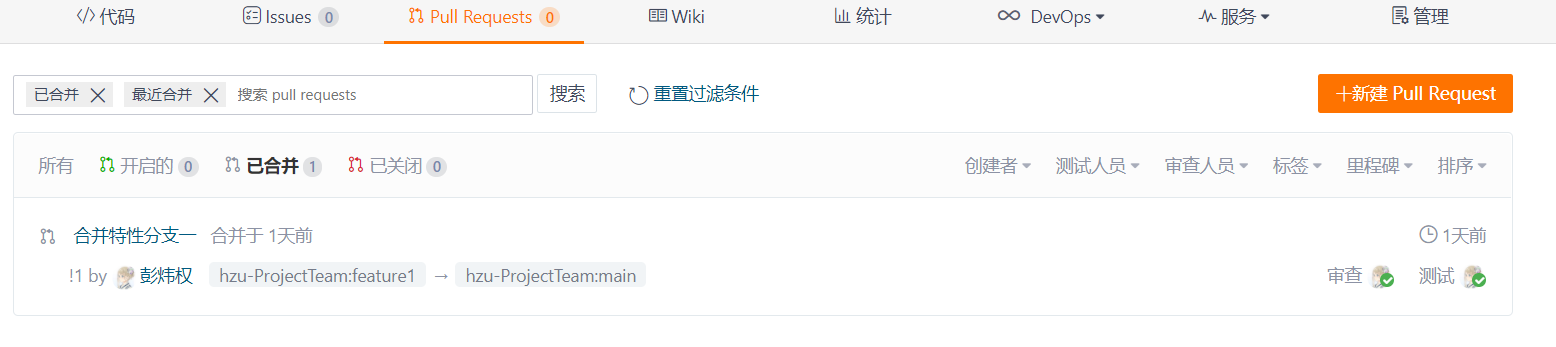 代码 Issues 0 Pull Requests 0 Wiki 统计 DevOps 服务 管理
已合并 最近合并 搜索 pull requests 搜索 重置过滤条件 +新建 Pull Request
所有 开启的 0 已合并 1 已关闭 0 创建者 测试人员 审查人员 标签 里程碑 排序
合并特性分支一 合并于 1天前 1天前
!1 by 彭炜权 hzu-ProjectTeam:feature1 → hzu-ProjectTeam:main 审查 测试